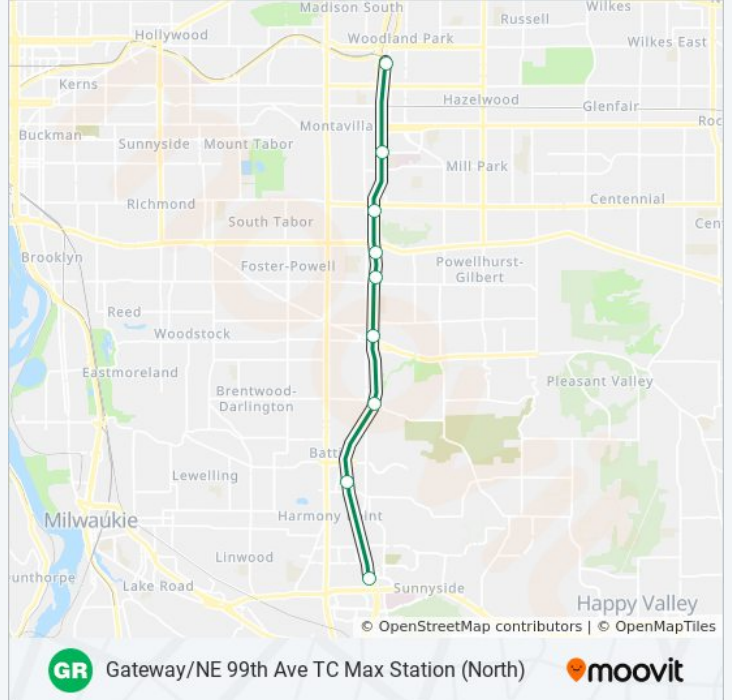 Madison South
Wilkes
Russell
Hollywood
Woodland Park
Wilkes East
Kerns
Hazelwood
Glenfair
Montavilla
Buckman
Sunnyside
Mount Tabor
Mill Park
Richmond
Centennial
South Tabor
Brooklyn
Foster-Powell
Powellhurst-
Gilbert
Reed
Woodstock
Eastmoreland
Pleasant Valley
Brentwood-
Darlington
Batt
Lewelling
Milwaukie
Harmony
int
Linwood
unthorpe
Lake Road
Sunnyside
Happy Valley
© OpenStreetMap contributors | © OpenMapTiles
GR
Gateway/NE 99th Ave TC Max Station (North)
moovit